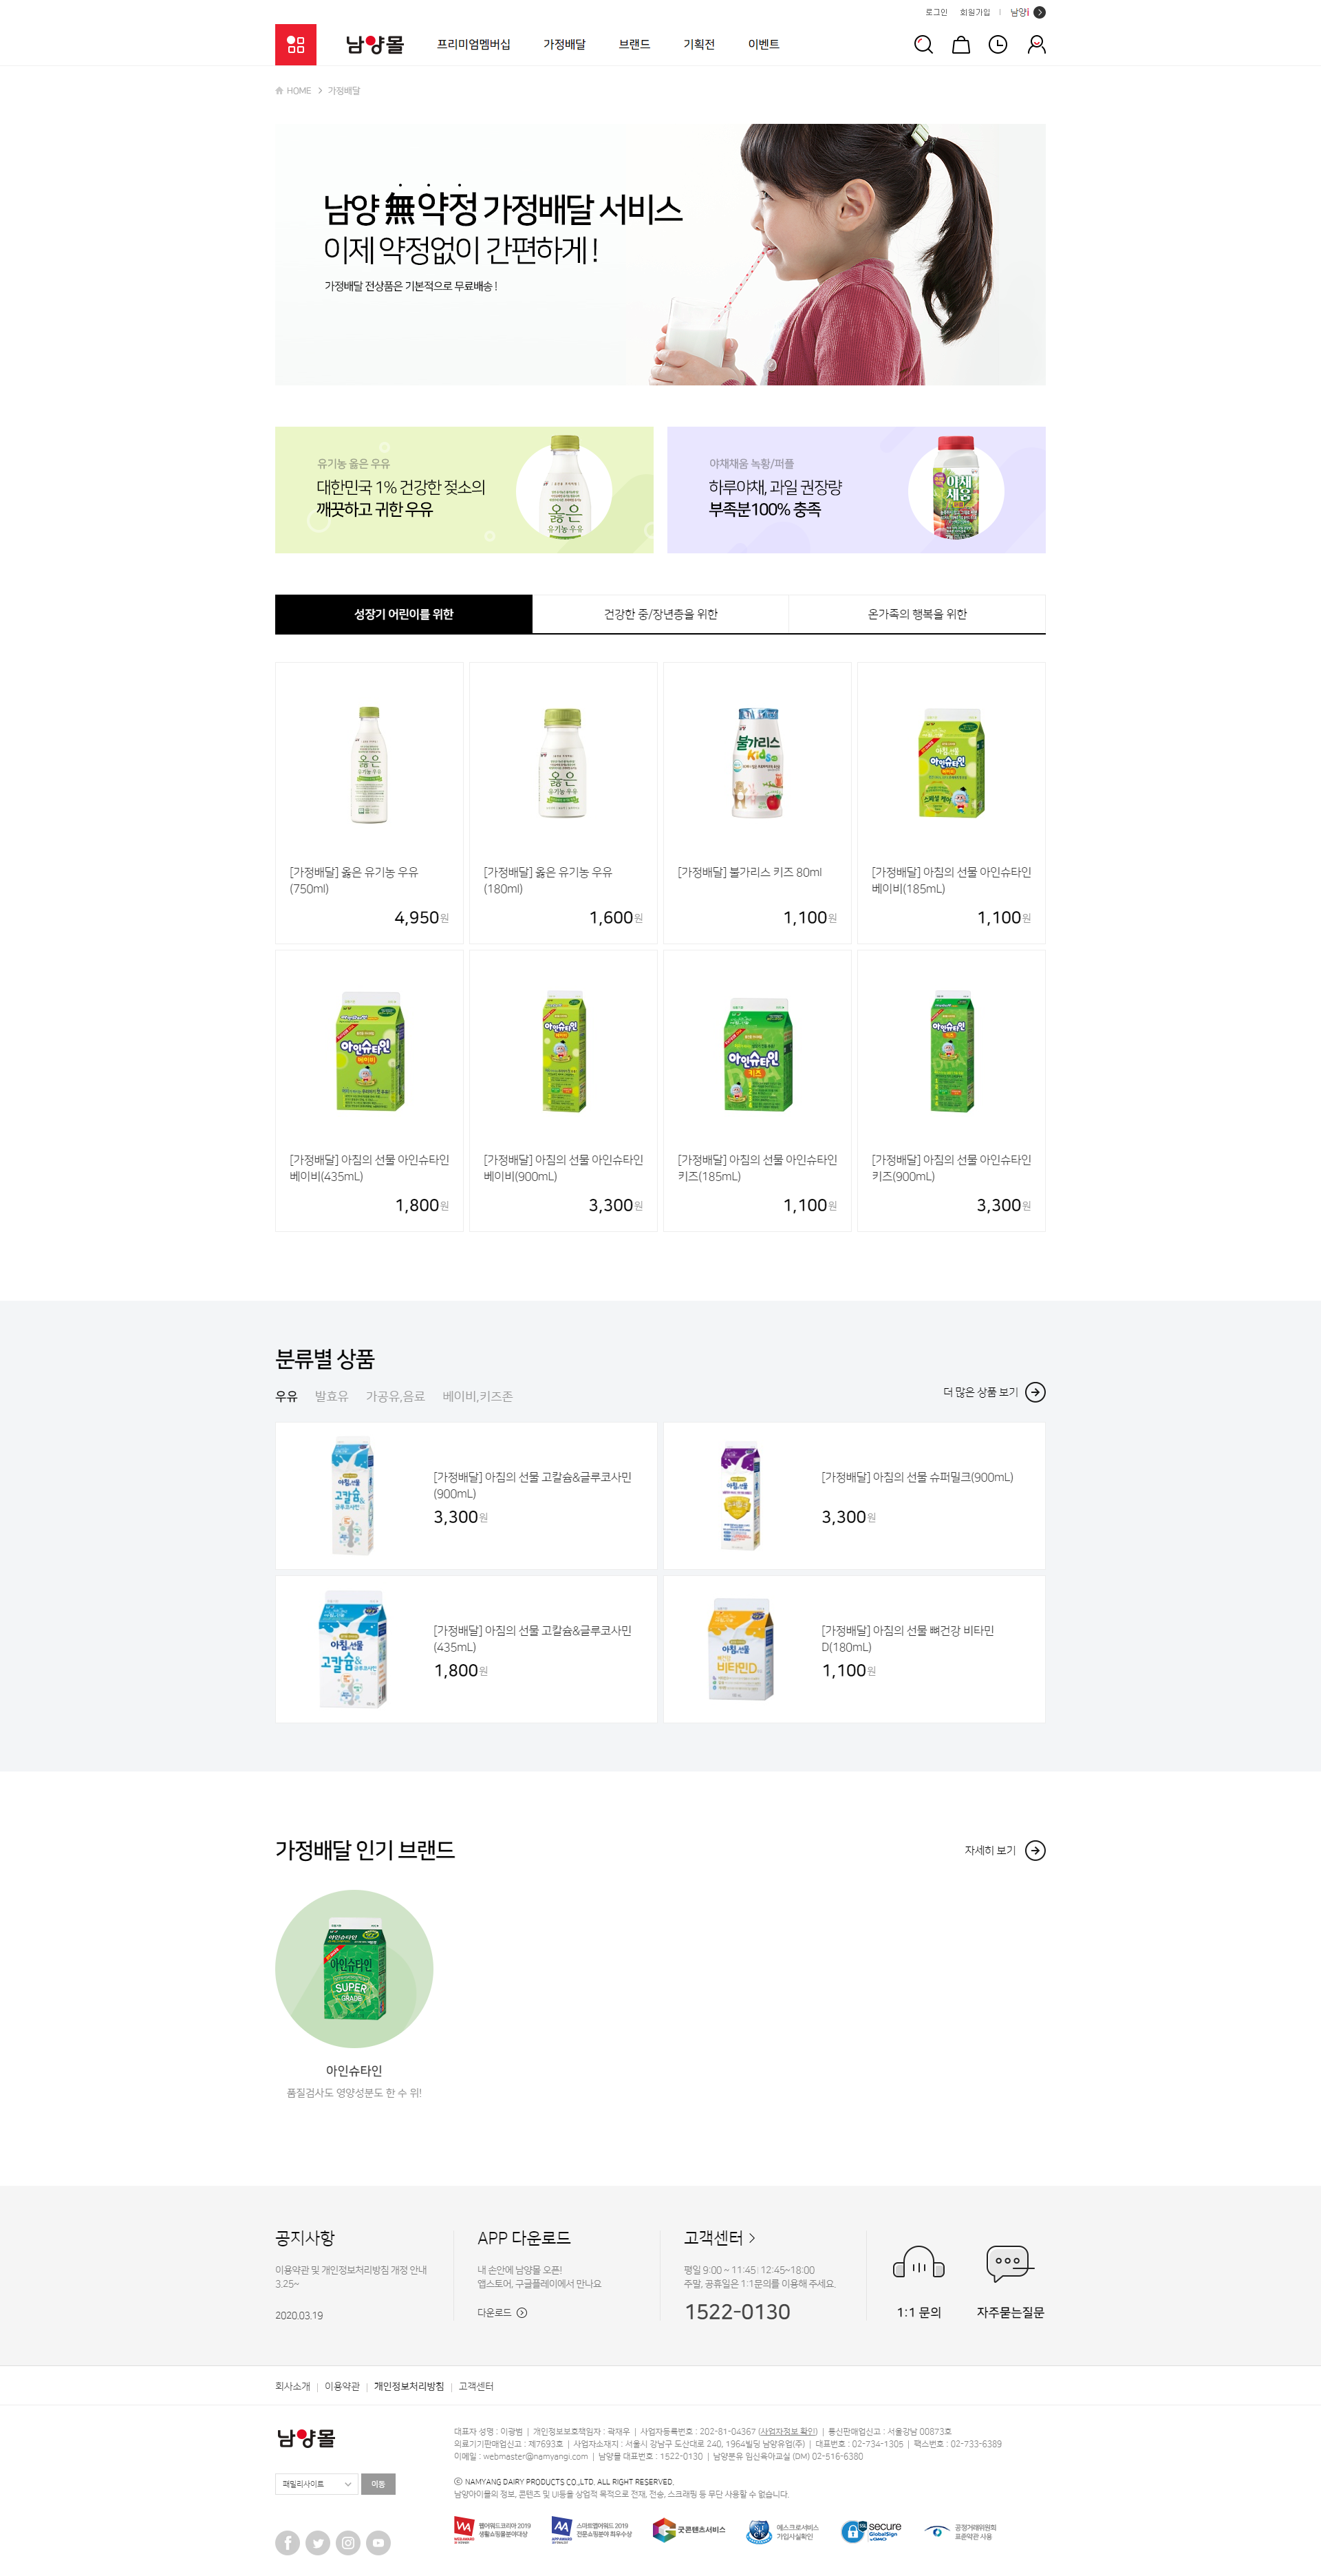 로그인 회원가입 남양i
남양몰 프리미엄멤버십 가정배달 브랜드 기획전 이벤트
HOME > 가정배달
남양 無약정 가정배달 서비스
이제 약정없이 간편하게 !
가정배달 전상품은 기본적으로 무료배송 !
유기농 옳은 우유
대한민국 1% 건강한 젖소의
깨끗하고 귀한 우유
옳은
유기농 우유
야채채움 녹황/퍼플
하루야채, 과일 권장량
부족분100% 충족
성장기 어린이를 위한
건강한 중/장년층을 위한
온가족의 행복을 위한
[가정배달] 옳은 유기농 우유
(750ml)
4,950원
[가정배달] 옳은 유기농 우유
(180ml)
1,600원
[가정배달] 불가리스 키즈 80ml
1,100원
[가정배달] 아침의 선물 아인슈타인
베이비(185mL)
1,100원
[가정배달] 아침의 선물 아인슈타인
베이비(435mL)
1,800원
[가정배달] 아침의 선물 아인슈타인
베이비(900mL)
3,300원
[가정배달] 아침의 선물 아인슈타인
키즈(185mL)
1,100원
[가정배달] 아침의 선물 아인슈타인
키즈(900mL)
3,300원
분류별 상품
우유 발효유 가공유,음료 베이비,키즈존
더 많은 상품 보기
[가정배달] 아침의 선물 고칼슘&글루코사민
(900mL)
3,300원
[가정배달] 아침의 선물 슈퍼밀크(900mL)
3,300원
[가정배달] 아침의 선물 고칼슘&글루코사민
(435mL)
1,800원
[가정배달] 아침의 선물 뼈건강 비타민
D(180mL)
1,100원
가정배달 인기 브랜드
자세히 보기
아인슈타인
SUPER
GRADE
아인슈타인
품질검사도 영양성분도 한 수 위!
공지사항
이용약관 및 개인정보처리방침 개정 안내
3.25~
2020.03.19
APP 다운로드
내 손안에 남양몰 오픈!
앱스토어, 구글플레이에서 만나요
다운로드
고객센터 >
평일 9:00 ~ 11:45 | 12:45~18:00
주말, 공휴일은 1:1문의를 이용해 주세요.
1522-0130
1:1 문의
자주묻는질문
회사소개 | 이용약관 | 개인정보처리방침 | 고객센터
남양몰
대표자 성명 : 이광범 | 개인정보보호책임자 : 곽재우 | 사업자등록번호 : 202-81-04367 (사업자정보 확인) | 통신판매업신고 : 서울강남 00873호
의료기기판매업신고 : 제7693호 | 사업자소재지 : 서울시 강남구 도산대로 240, 1964빌딩 남양유업(주) | 대표번호 : 02-734-1305 | 팩스번호 : 02-733-6389
이메일 : webmaster@namyangi.com | 남양몰 대표번호 : 1522-0130 | 남양분유 임신육아교실 (DM) 02-516-6380
패밀리사이트 이동
ⓒ NAMYANG DAIRY PRODUCTS CO.,LTD. ALL RIGHT RESERVED.
남양아이몰의 정보, 콘텐츠 및 UI등을 상업적 목적으로 전재, 전송, 스크래핑 등 무단 사용할 수 없습니다.
웹어워드코리아 2019
생활쇼핑몰분야대상
스마트앱어워드 2019
전문쇼핑분야 최우수상
굿콘텐츠서비스
에스크로서비스
가입사실확인
SSL secure
GlobalSign
공정거래위원회
표준약관 사용